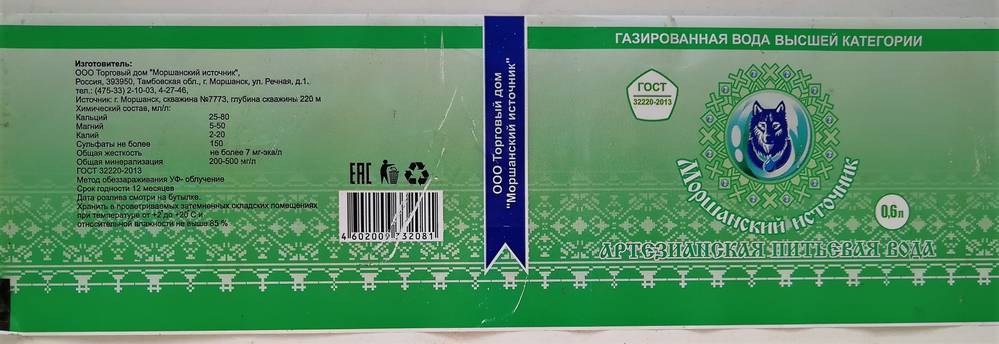 Изготовитель:
ООО Торговый дом "Моршанский источник",
Россия, 393950, Тамбовская обл., г. Моршанск, ул. Речная, д.1.
тел.: (475-33) 2-10-03, 4-27-46,
Источник: г. Моршанск, скважина №7773, глубина скважины 220 м
Химический состав, мл/л:
Кальций 25-80
Магний 5-50
Калий 2-20
Сульфаты не более 150
Общая жесткость не более 7 мг-экв/л
Общая минерализация 200-500 мг/л
ГОСТ 32220-2013
Метод обеззараживания УФ- облучение
Срок годности 12 месяцев
Дата розлива смотри на бутылке.
Хранить в проветриваемых затемненных складских помещениях
при температуре от +2 до +20 С и
относительной влажности не выше 85 %
EAC
4 602009 732081
ООО Торговый дом
"Моршанский источник"
ГАЗИРОВАННАЯ ВОДА ВЫСШЕЙ КАТЕГОРИИ
ГОСТ
32220-2013
Моршанский источник
0,6 л
АРТЕЗИАНСКАЯ ПИТЬЕВАЯ ВОДА